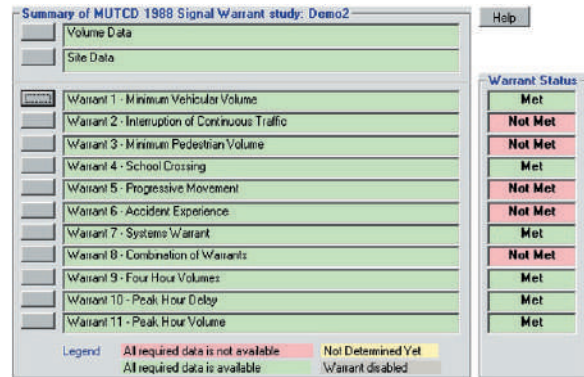 Summary of MUTCD 1988 Signal Warrant study: Demo2
Help
Volume Data
Site Data
Warrant Status
Warrant 1 - Minimum Vehicular Volume Met
Warrant 2 - Interruption of Continuous Traffic Not Met
Warrant 3 - Minimum Pedestrian Volume Not Met
Warrant 4 - School Crossing Met
Warrant 5 - Progressive Movement Not Met
Warrant 6 - Accident Experience Not Met
Warrant 7 - Systems Warrant Met
Warrant 8 - Combination of Warrants Not Met
Warrant 9 - Four Hour Volumes Met
Warrant 10 - Peak Hour Delay Met
Warrant 11 - Peak Hour Volume Met
Legend All required data is not available Not Determined Yet
All required data is available Warrant disabled